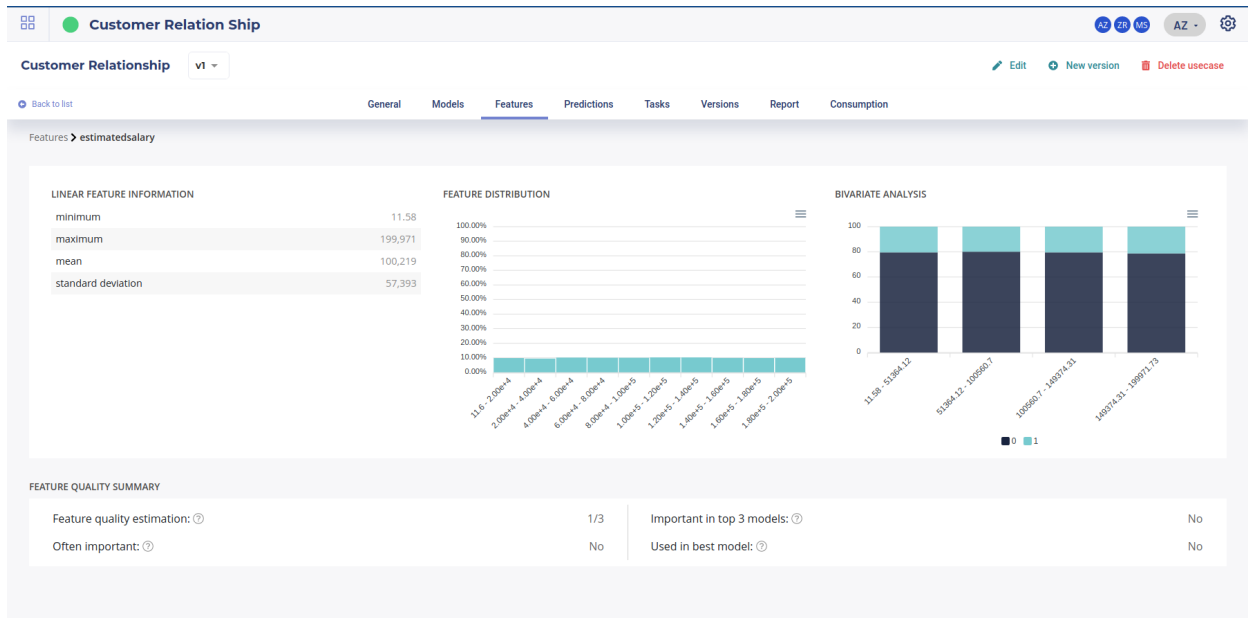 Customer Relation Ship
AZ ZR MS AZ
Customer Relationship v1
Edit New version Delete usecase
Back to list General Models Features Predictions Tasks Versions Report Consumption
Features estimatedsalary
LINEAR FEATURE INFORMATION
minimum 11.58
maximum 199,971
mean 100,219
standard deviation 57,393
FEATURE DISTRIBUTION
100.00%
90.00%
80.00%
70.00%
60.00%
50.00%
40.00%
30.00%
20.00%
10.00%
0.00%
11.6 - 2.00e+4
2.00e+4 - 4.00e+4
4.00e+4 - 6.00e+4
6.00e+4 - 8.00e+4
8.00e+4 - 1.00e+5
1.00e+5 - 1.20e+5
1.20e+5 - 1.40e+5
1.40e+5 - 1.60e+5
1.60e+5 - 1.80e+5
1.80e+5 - 2.00e+5
BIVARIATE ANALYSIS
100
80
60
40
20
0
11.58 - 51364.12
51364.12 - 100560.7
100560.7 - 149374.31
149374.31 - 199971.73
0 1
FEATURE QUALITY SUMMARY
Feature quality estimation: ? 1/3
Important in top 3 models: ? No
Often important: ? No
Used in best model: ? No